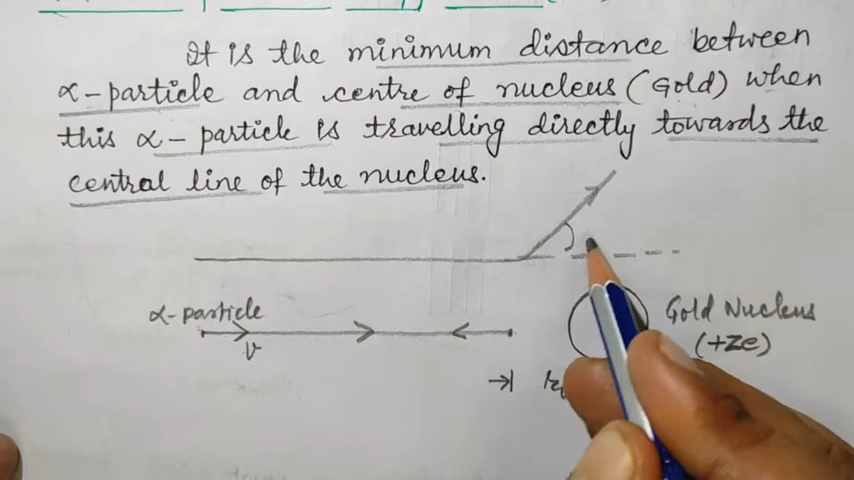 It is the minimum distance between
α-particle and centre of nucleus (Gold) when
this α-particle is travelling directly towards the
central line of the nucleus.
α-particle
v
Gold Nucleus
(+Ze)